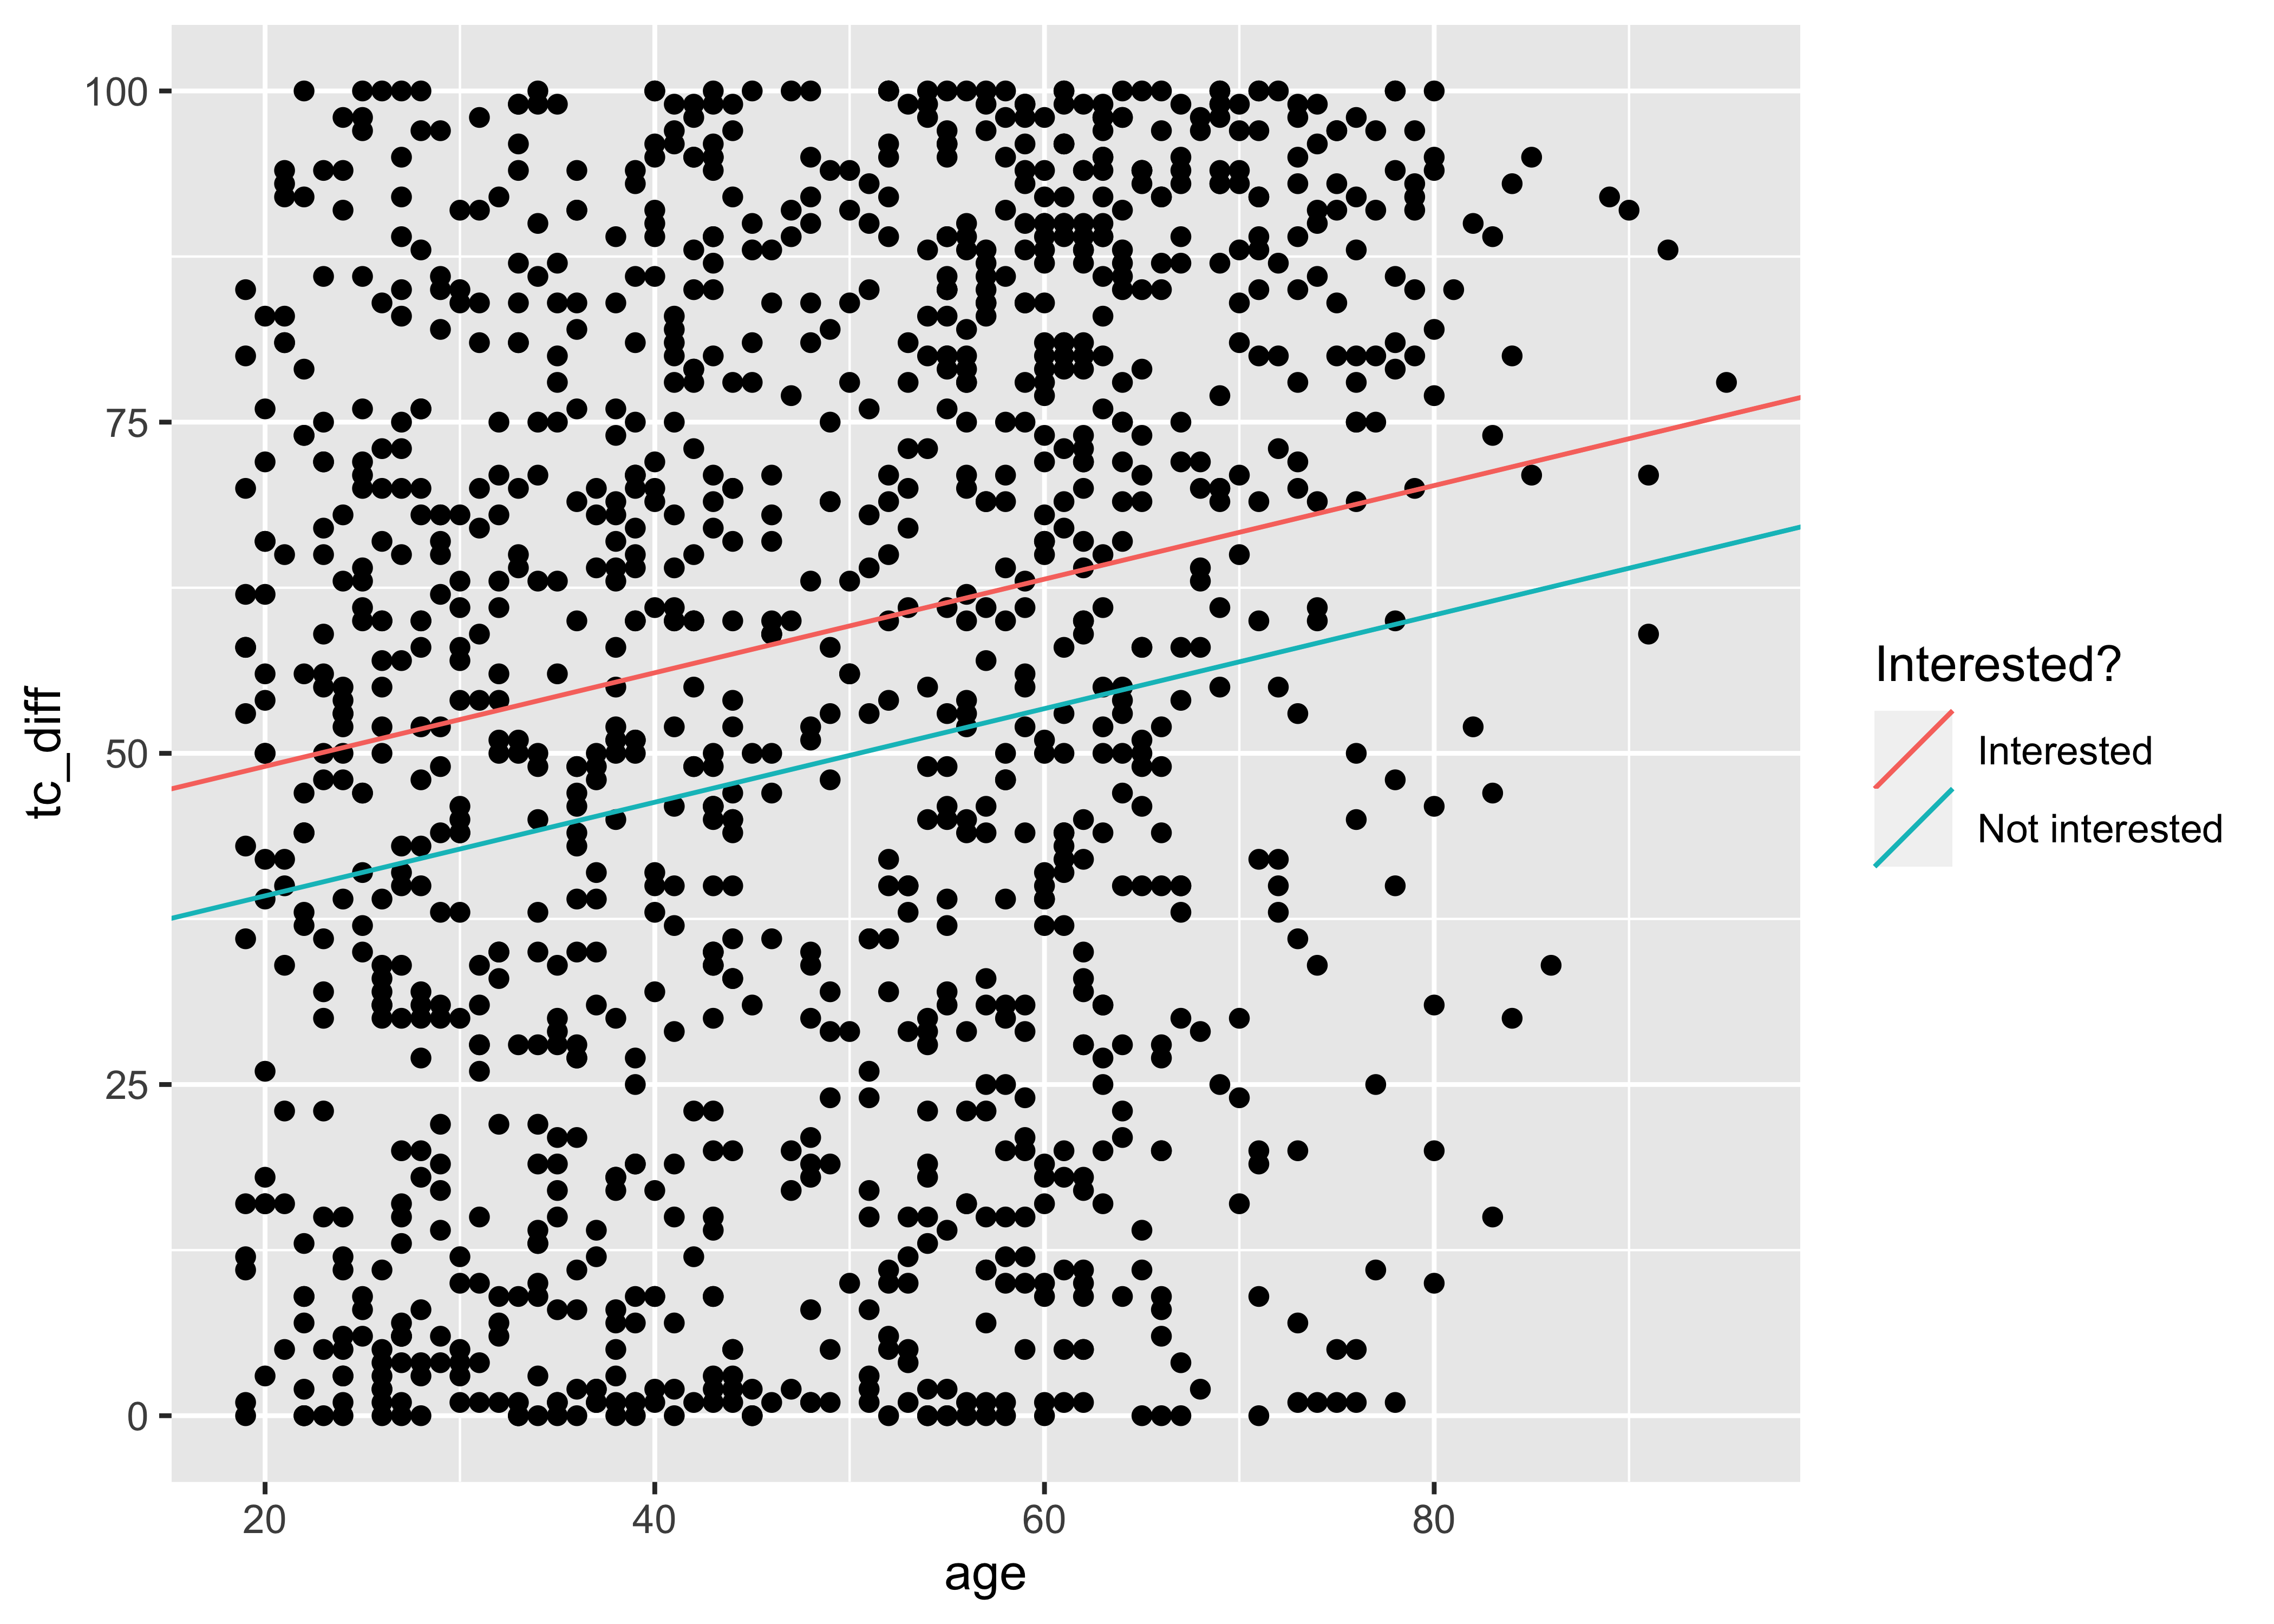 100
75
50
25
0
tc_diff
20 40 60 80
age
Interested?
Interested
Not interested